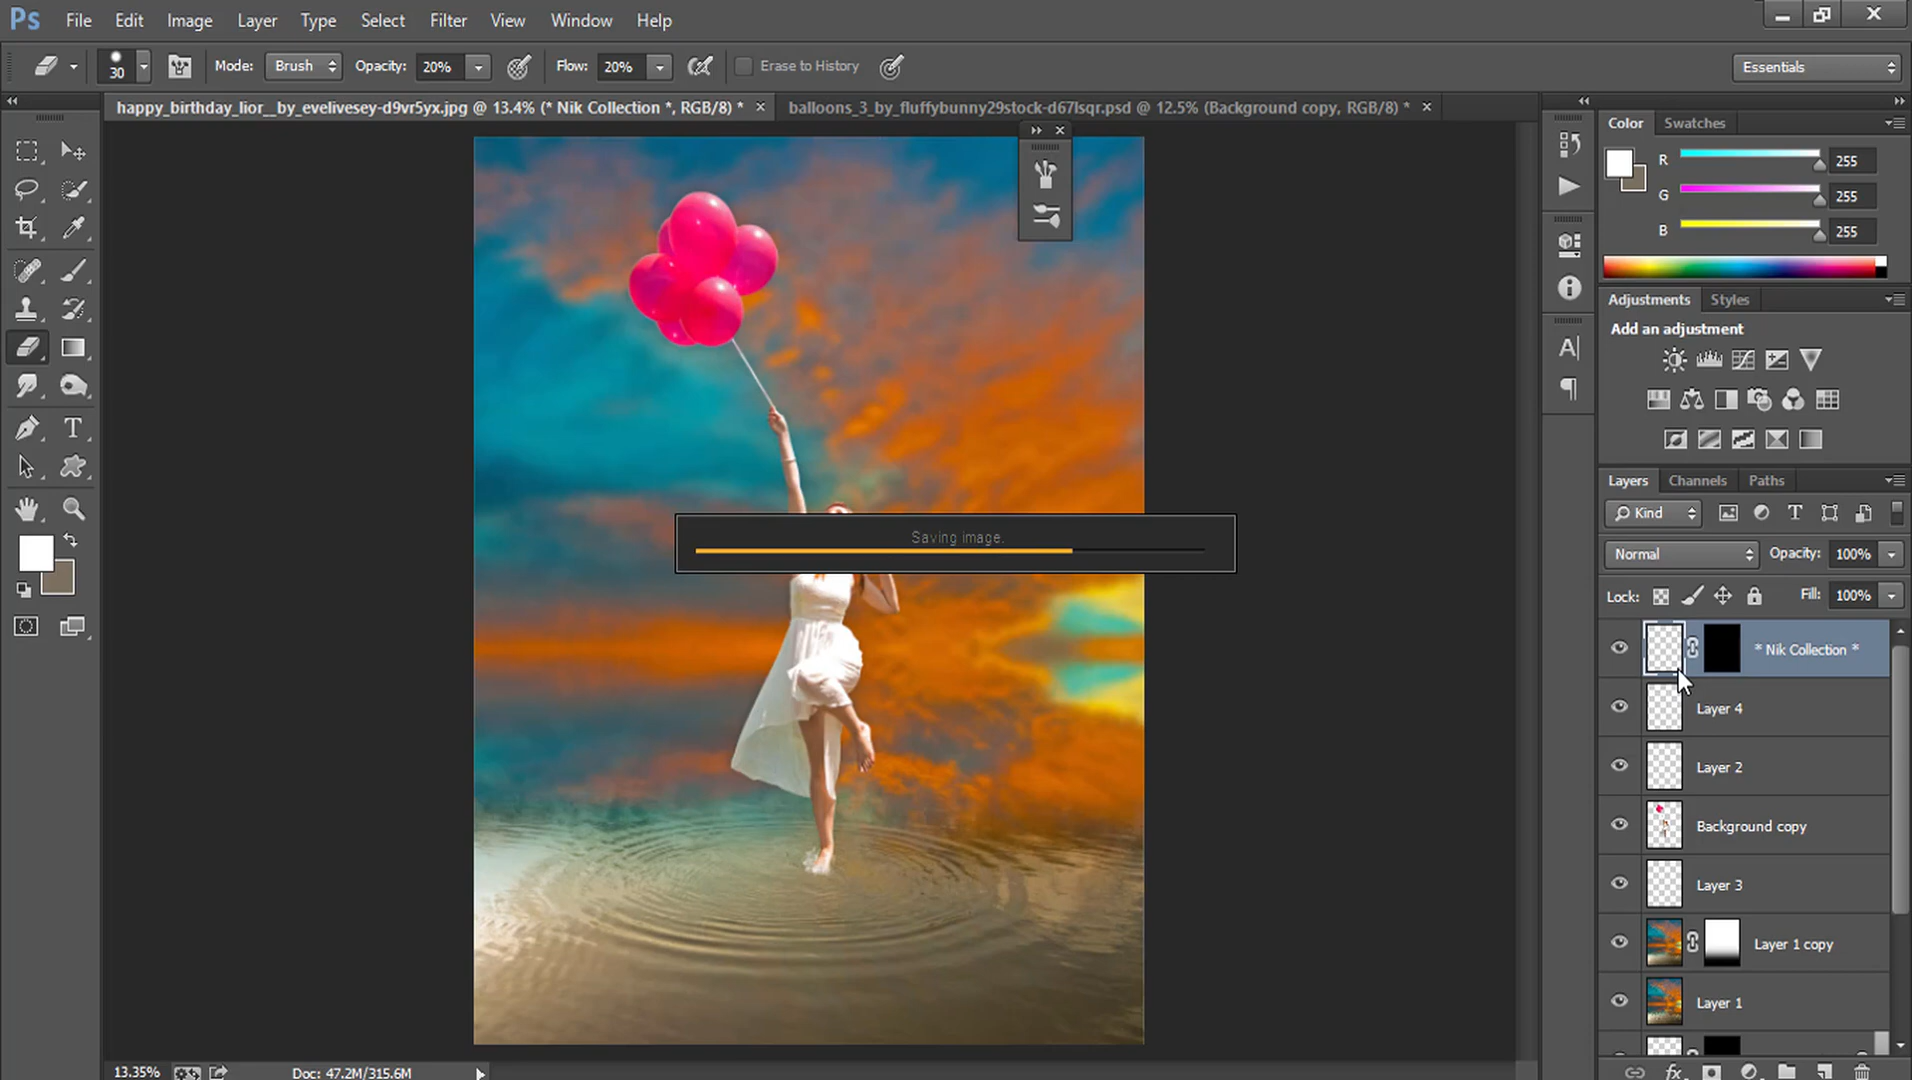 Ps File Edit Image Layer Type Select Filter View Window Help
30 Mode: Brush Opacity: 20% Flow: 20% Erase to History Essentials
happy_birthday_lior__by_evelivesey-d9vr5yx.jpg @ 13.4% (* Nik Collection *, RGB/8) * × balloons_3_by_fluffybunny29stock-d67lsqr.psd @ 12.5% (Background copy, RGB/8) * ×
Color Swatches
R 255
G 255
B 255
Adjustments Styles
Add an adjustment
Layers Channels Paths
Kind
Normal Opacity: 100%
Lock: Fill: 100%
Saving image.
* Nik Collection *
Layer 4
Layer 2
Background copy
Layer 3
Layer 1 copy
Layer 1
13.35% Doc: 47.2M/315.6M